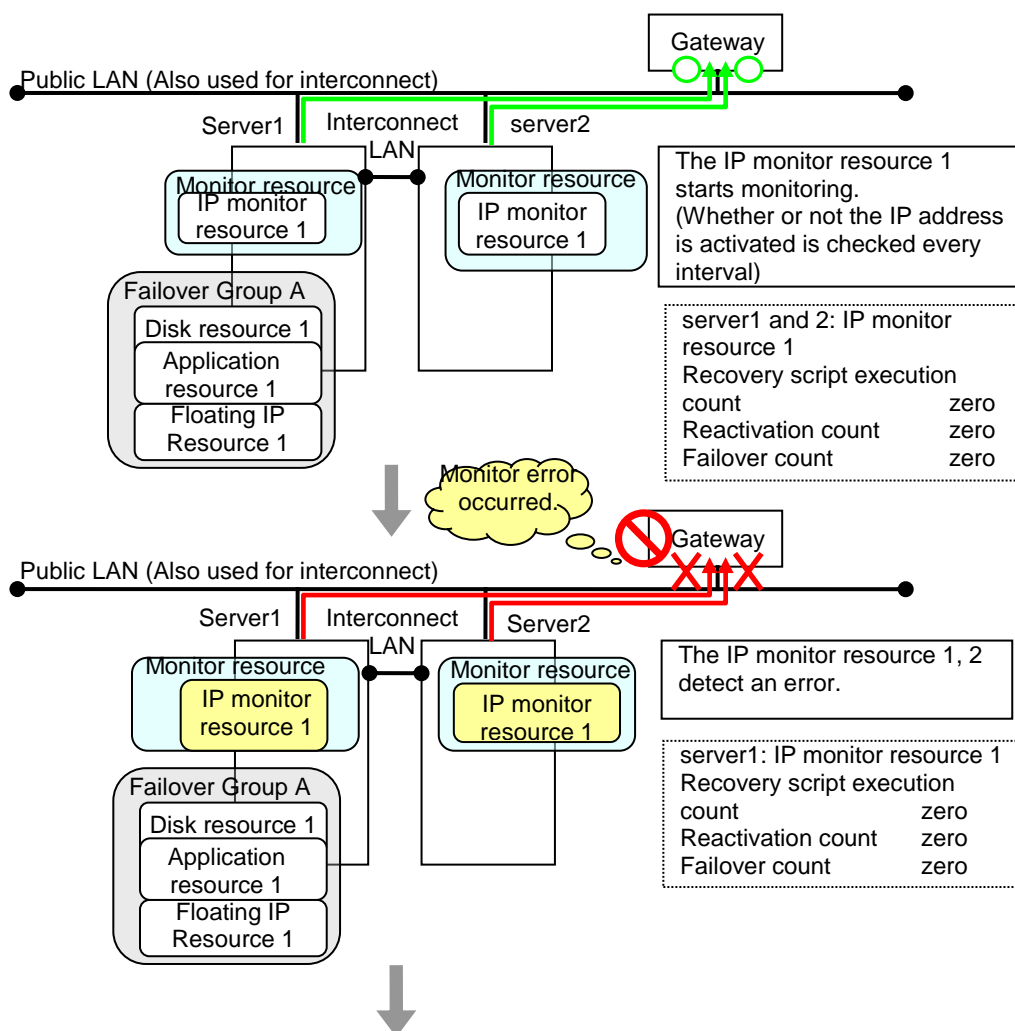 Gateway
Public LAN (Also used for interconnect)
Server1
Interconnect
LAN
server2
Monitor resource
IP monitor
resource 1
Monitor resource
IP monitor
resource 1
The IP monitor resource 1
starts monitoring.
(Whether or not the IP address
is activated is checked every
interval)
Failover Group A
Disk resource 1
Application
resource 1
Floating IP
Resource 1
server1 and 2: IP monitor
resource 1
Recovery script execution
count zero
Reactivation count zero
Failover count zero
Monitor error
occurred.
Gateway
Public LAN (Also used for interconnect)
Server1
Interconnect
LAN
Server2
Monitor resource
IP monitor
resource 1
Monitor resource
IP monitor
resource 1
The IP monitor resource 1, 2
detect an error.
Failover Group A
Disk resource 1
Application
resource 1
Floating IP
Resource 1
server1: IP monitor resource 1
Recovery script execution
count zero
Reactivation count zero
Failover count zero